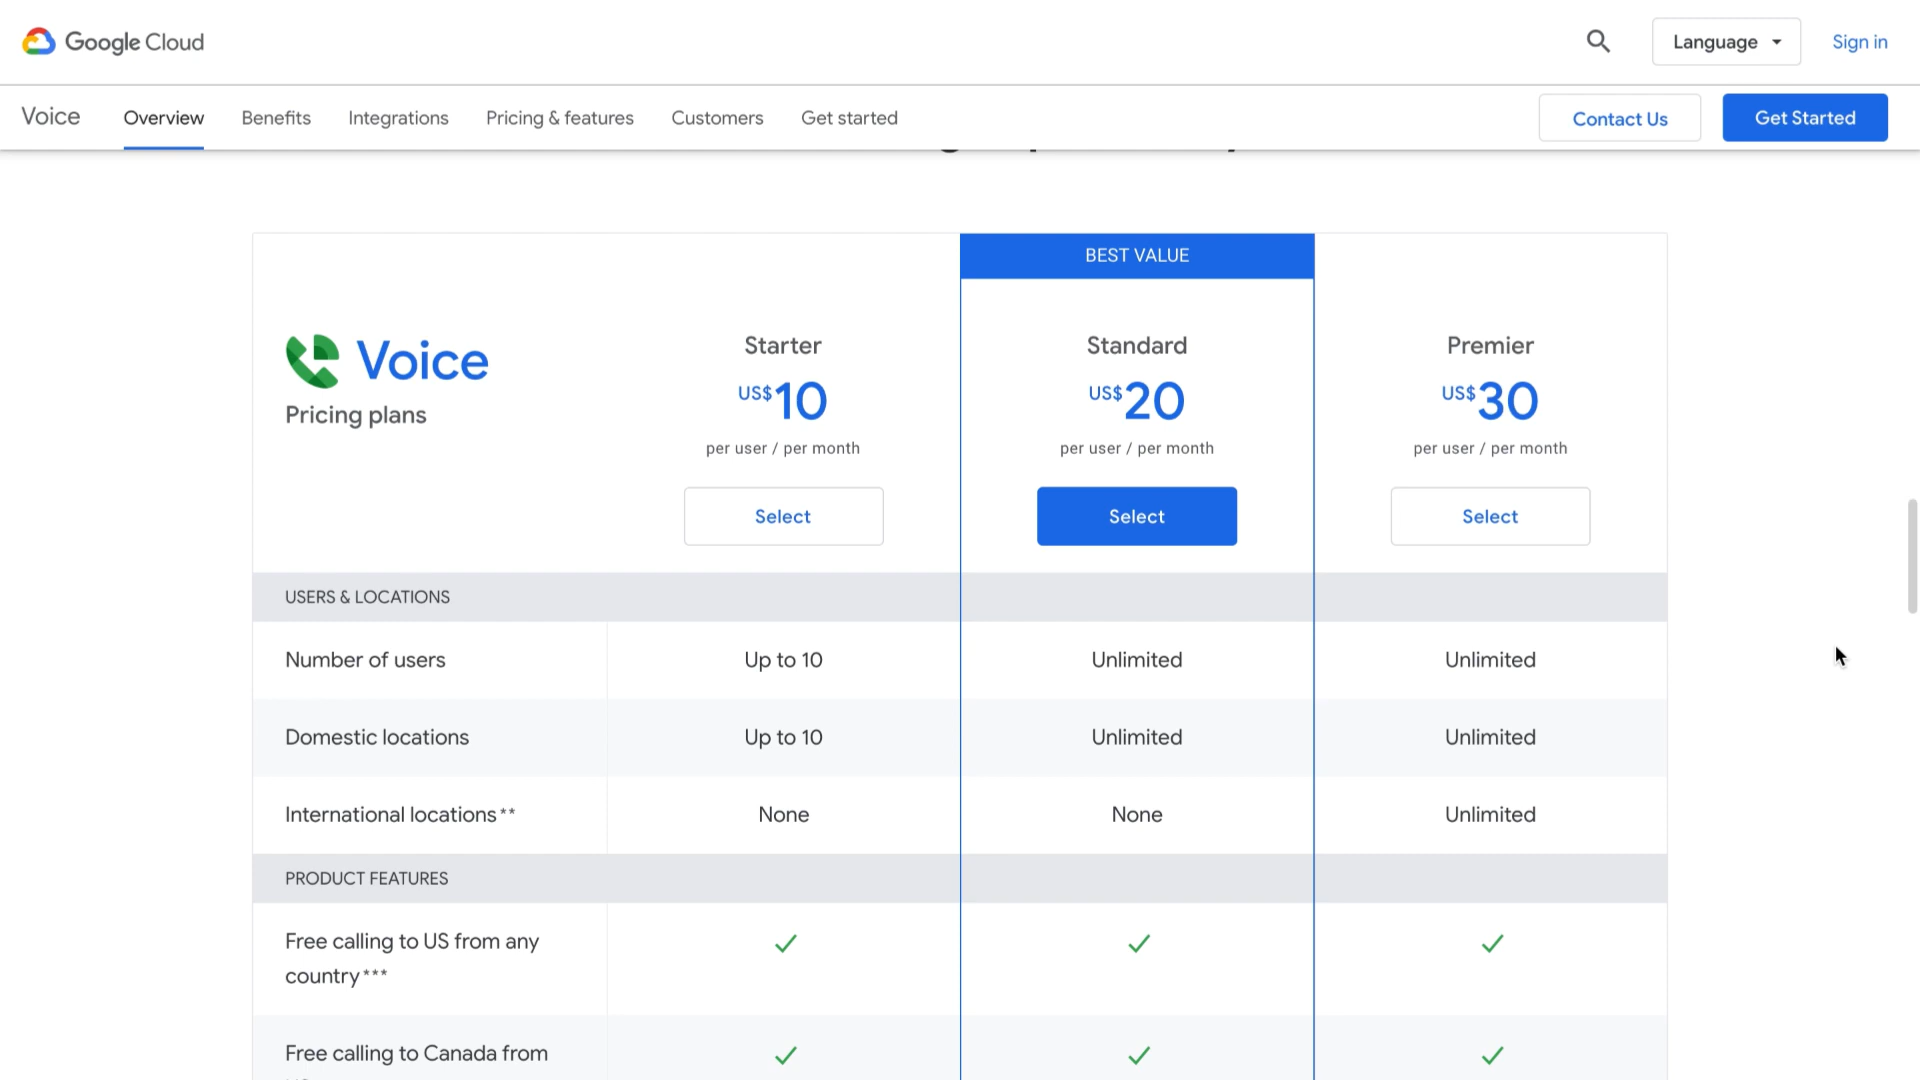 Google Cloud
Language
Sign in
Voice
Overview
Benefits
Integrations
Pricing & features
Customers
Get started
Contact Us
Get Started
BEST VALUE
Voice
Pricing plans
Starter
US$10
per user / per month
Select
Standard
US$20
per user / per month
Select
Premier
US$30
per user / per month
Select
USERS & LOCATIONS
Number of users Up to 10 Unlimited Unlimited
Domestic locations Up to 10 Unlimited Unlimited
International locations** None None Unlimited
PRODUCT FEATURES
Free calling to US from any
country***
Free calling to Canada from